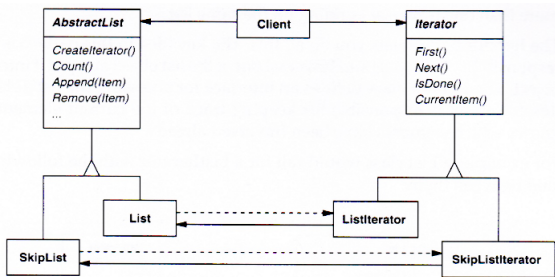 AbstractList
CreateIterator()
Count()
Append(Item)
Remove(Item)
...
Client
Iterator
First()
Next()
IsDone()
CurrentItem()
List
ListIterator
SkipList
SkipListIterator